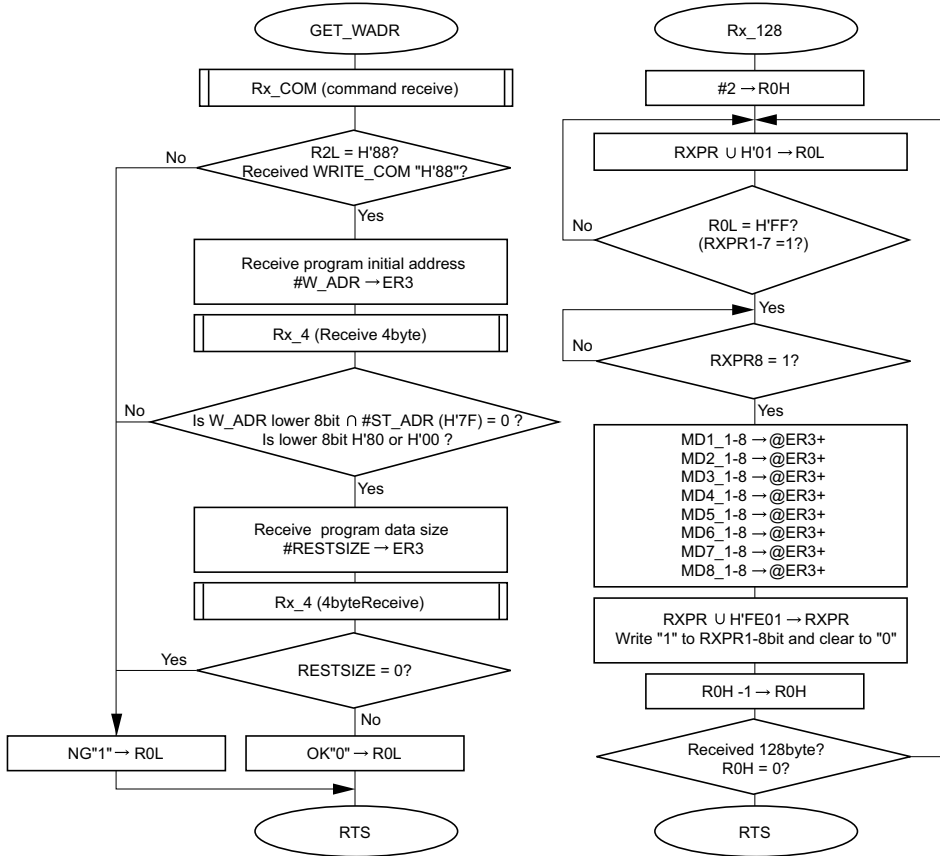 GET_WADR
Rx_COM (command receive)
R2L = H'88?
Received WRITE_COM "H'88"?
No
Yes
Receive program initial address
#W_ADR → ER3
Rx_4 (Receive 4byte)
Is W_ADR lower 8bit ∩ #ST_ADR (H'7F) = 0 ?
Is lower 8bit H'80 or H'00 ?
No
Yes
Receive program data size
#RESTSIZE → ER3
Rx_4 (4byteReceive)
RESTSIZE = 0?
Yes
No
NG"1" → R0L
OK"0" → R0L
RTS
Rx_128
#2 → R0H
RXPR ∪ H'01 → R0L
R0L = H'FF?
(RXPR1-7 =1?)
No
Yes
RXPR8 = 1?
No
Yes
MD1_1-8 → @ER3+
MD2_1-8 → @ER3+
MD3_1-8 → @ER3+
MD4_1-8 → @ER3+
MD5_1-8 → @ER3+
MD6_1-8 → @ER3+
MD7_1-8 → @ER3+
MD8_1-8 → @ER3+
RXPR ∪ H'FE01 → RXPR
Write "1" to RXPR1-8bit and clear to "0"
R0H -1 → R0H
Received 128byte?
R0H = 0?
RTS